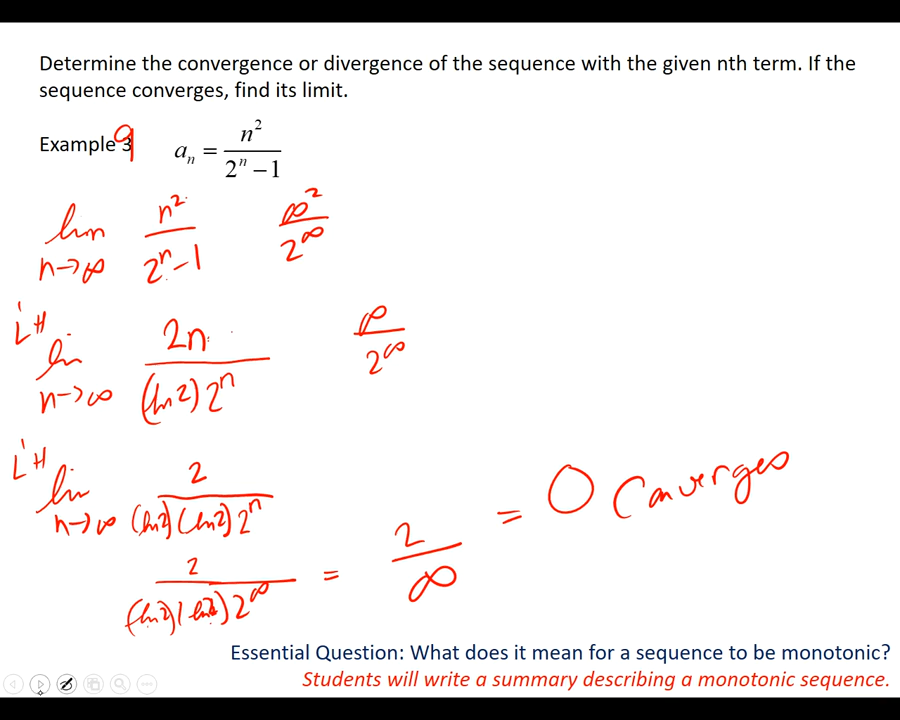 Determine the convergence or divergence of the sequence with the given nth term. If the
sequence converges, find its limit.
Example 9 aₙ = n² / (2ⁿ − 1)
lim n→∞ n² / (2ⁿ − 1) ∞² / 2^∞
L'H lim n→∞ 2n / ((ln 2) 2ⁿ) ∞ / 2^∞
L'H lim n→∞ 2 / ((ln 2)(ln 2) 2ⁿ)
2 / ((ln 2)(ln 2) 2^∞) = 2 / ∞ = 0 Converges
Essential Question: What does it mean for a sequence to be monotonic?
Students will write a summary describing a monotonic sequence.